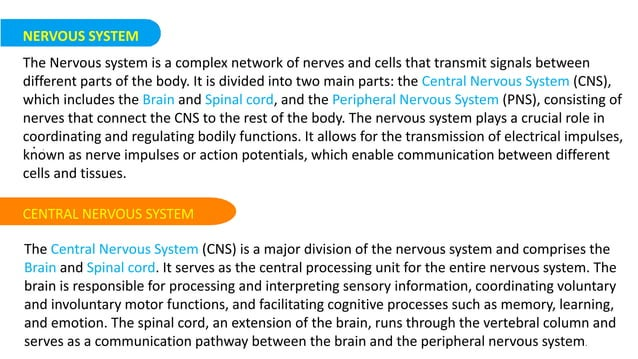 NERVOUS SYSTEM
The Nervous system is a complex network of nerves and cells that transmit signals between
different parts of the body. It is divided into two main parts: the Central Nervous System (CNS),
which includes the Brain and Spinal cord, and the Peripheral Nervous System (PNS), consisting of
nerves that connect the CNS to the rest of the body. The nervous system plays a crucial role in
coordinating and regulating bodily functions. It allows for the transmission of electrical impulses,
known as nerve impulses or action potentials, which enable communication between different
cells and tissues.
CENTRAL NERVOUS SYSTEM
The Central Nervous System (CNS) is a major division of the nervous system and comprises the
Brain and Spinal cord. It serves as the central processing unit for the entire nervous system. The
brain is responsible for processing and interpreting sensory information, coordinating voluntary
and involuntary motor functions, and facilitating cognitive processes such as memory, learning,
and emotion. The spinal cord, an extension of the brain, runs through the vertebral column and
serves as a communication pathway between the brain and the peripheral nervous system.